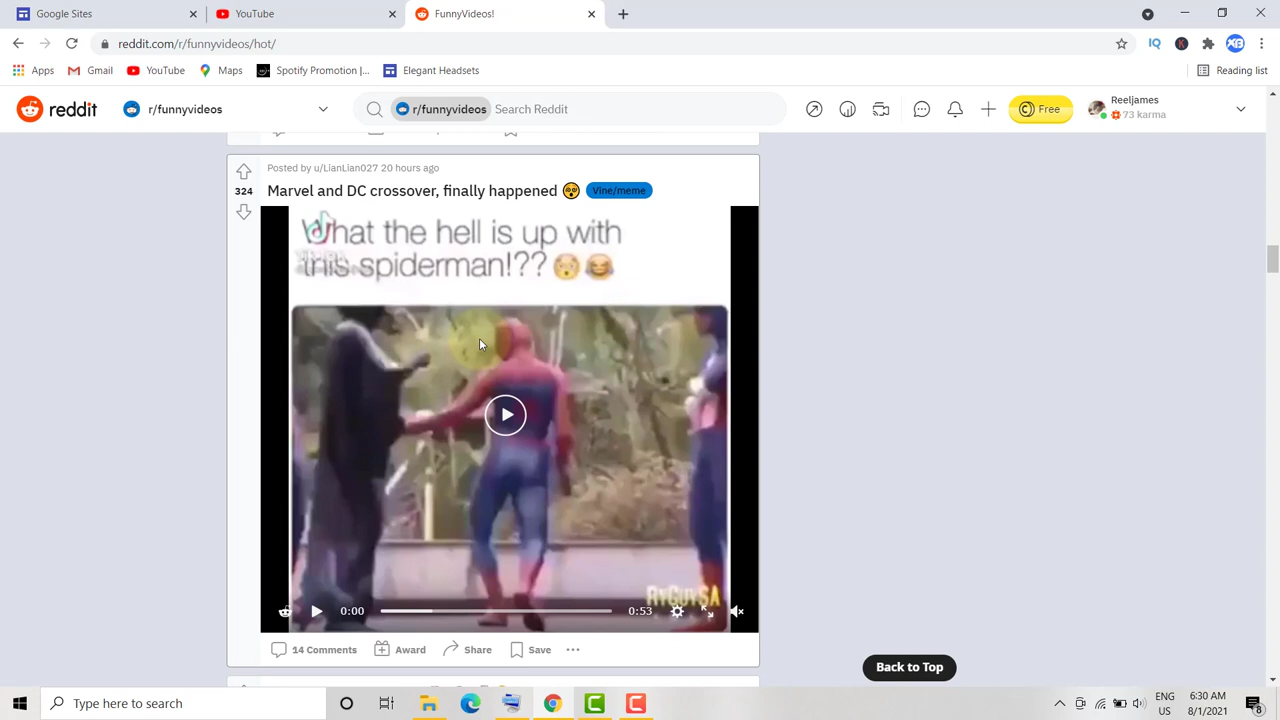 Google Sites
YouTube
FunnyVideos!
reddit.com/r/funnyvideos/hot/
Apps
Gmail
YouTube
Maps
Spotify Promotion |...
Elegant Headsets
Reading list
reddit
r/funnyvideos
r/funnyvideos
Search Reddit
Free
Reeljames
73 karma
Posted by u/LianLian027 20 hours ago
324
Marvel and DC crossover, finally happened
Vine/meme
What the hell is up with
this spiderman!??
RYGUYSA
0:00
0:53
14 Comments
Award
Share
Save
Back to Top
Type here to search
ENG
US
6:30 AM
8/1/2021
8